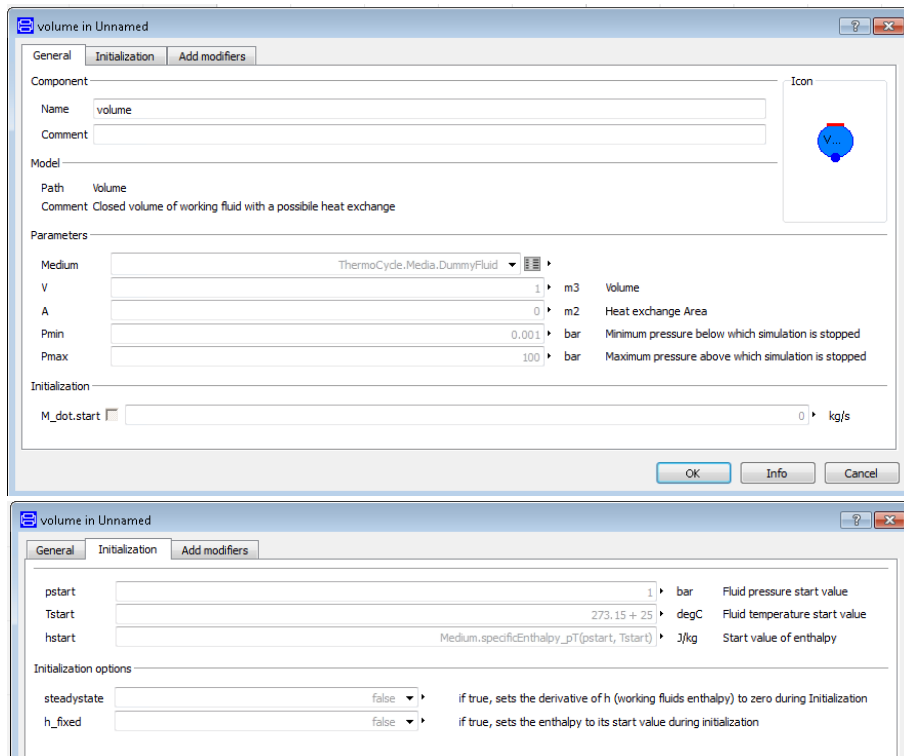 volume in Unnamed
General Initialization Add modifiers
Component
Icon
Name volume
V...
Comment
Model
Path Volume
Comment Closed volume of working fluid with a possibile heat exchange
Parameters
Medium ThermoCycle.Media.DummyFluid
V 1 m3 Volume
A 0 m2 Heat exchange Area
Pmin 0.001 bar Minimum pressure below which simulation is stopped
Pmax 100 bar Maximum pressure above which simulation is stopped
Initialization
M_dot.start 0 kg/s
OK Info Cancel
volume in Unnamed
General Initialization Add modifiers
pstart 1 bar Fluid pressure start value
Tstart 273.15 + 25 degC Fluid temperature start value
hstart Medium.specificEnthalpy_pT(pstart, Tstart) J/kg Start value of enthalpy
Initialization options
steadystate false if true, sets the derivative of h (working fluids enthalpy) to zero during Initialization
h_fixed false if true, sets the enthalpy to its start value during initialization